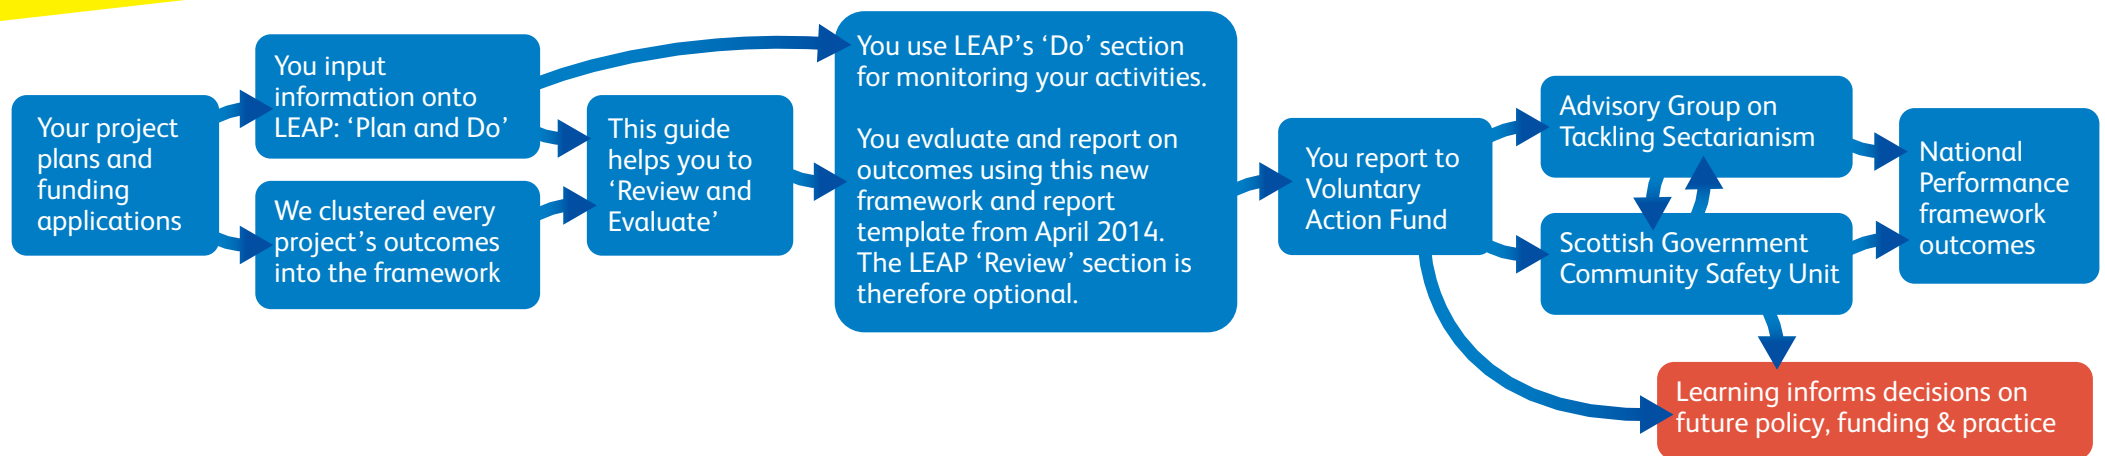 Your project
plans and
funding
applications
You input
information onto
LEAP: ‘Plan and Do’
We clustered every
project’s outcomes
into the framework
This guide
helps you to
‘Review and
Evaluate’
You use LEAP’s ‘Do’ section
for monitoring your activities.
You evaluate and report on
outcomes using this new
framework and report
template from April 2014.
The LEAP ‘Review’ section is
therefore optional.
You report to
Voluntary
Action Fund
Advisory Group on
Tackling Sectarianism
Scottish Government
Community Safety Unit
National
Performance
framework
outcomes
Learning informs decisions on
future policy, funding & practice